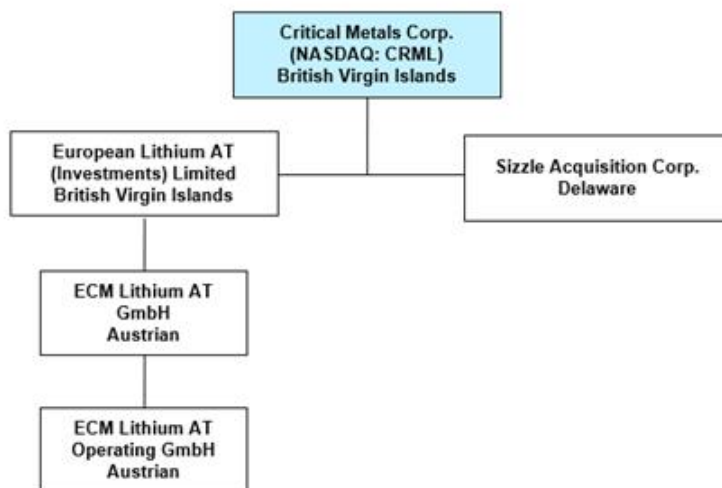 Critical Metals Corp.
(NASDAQ: CRML)
British Virgin Islands
European Lithium AT
(Investments) Limited
British Virgin Islands
Sizzle Acquisition Corp.
Delaware
ECM Lithium AT
GmbH
Austrian
ECM Lithium AT
Operating GmbH
Austrian